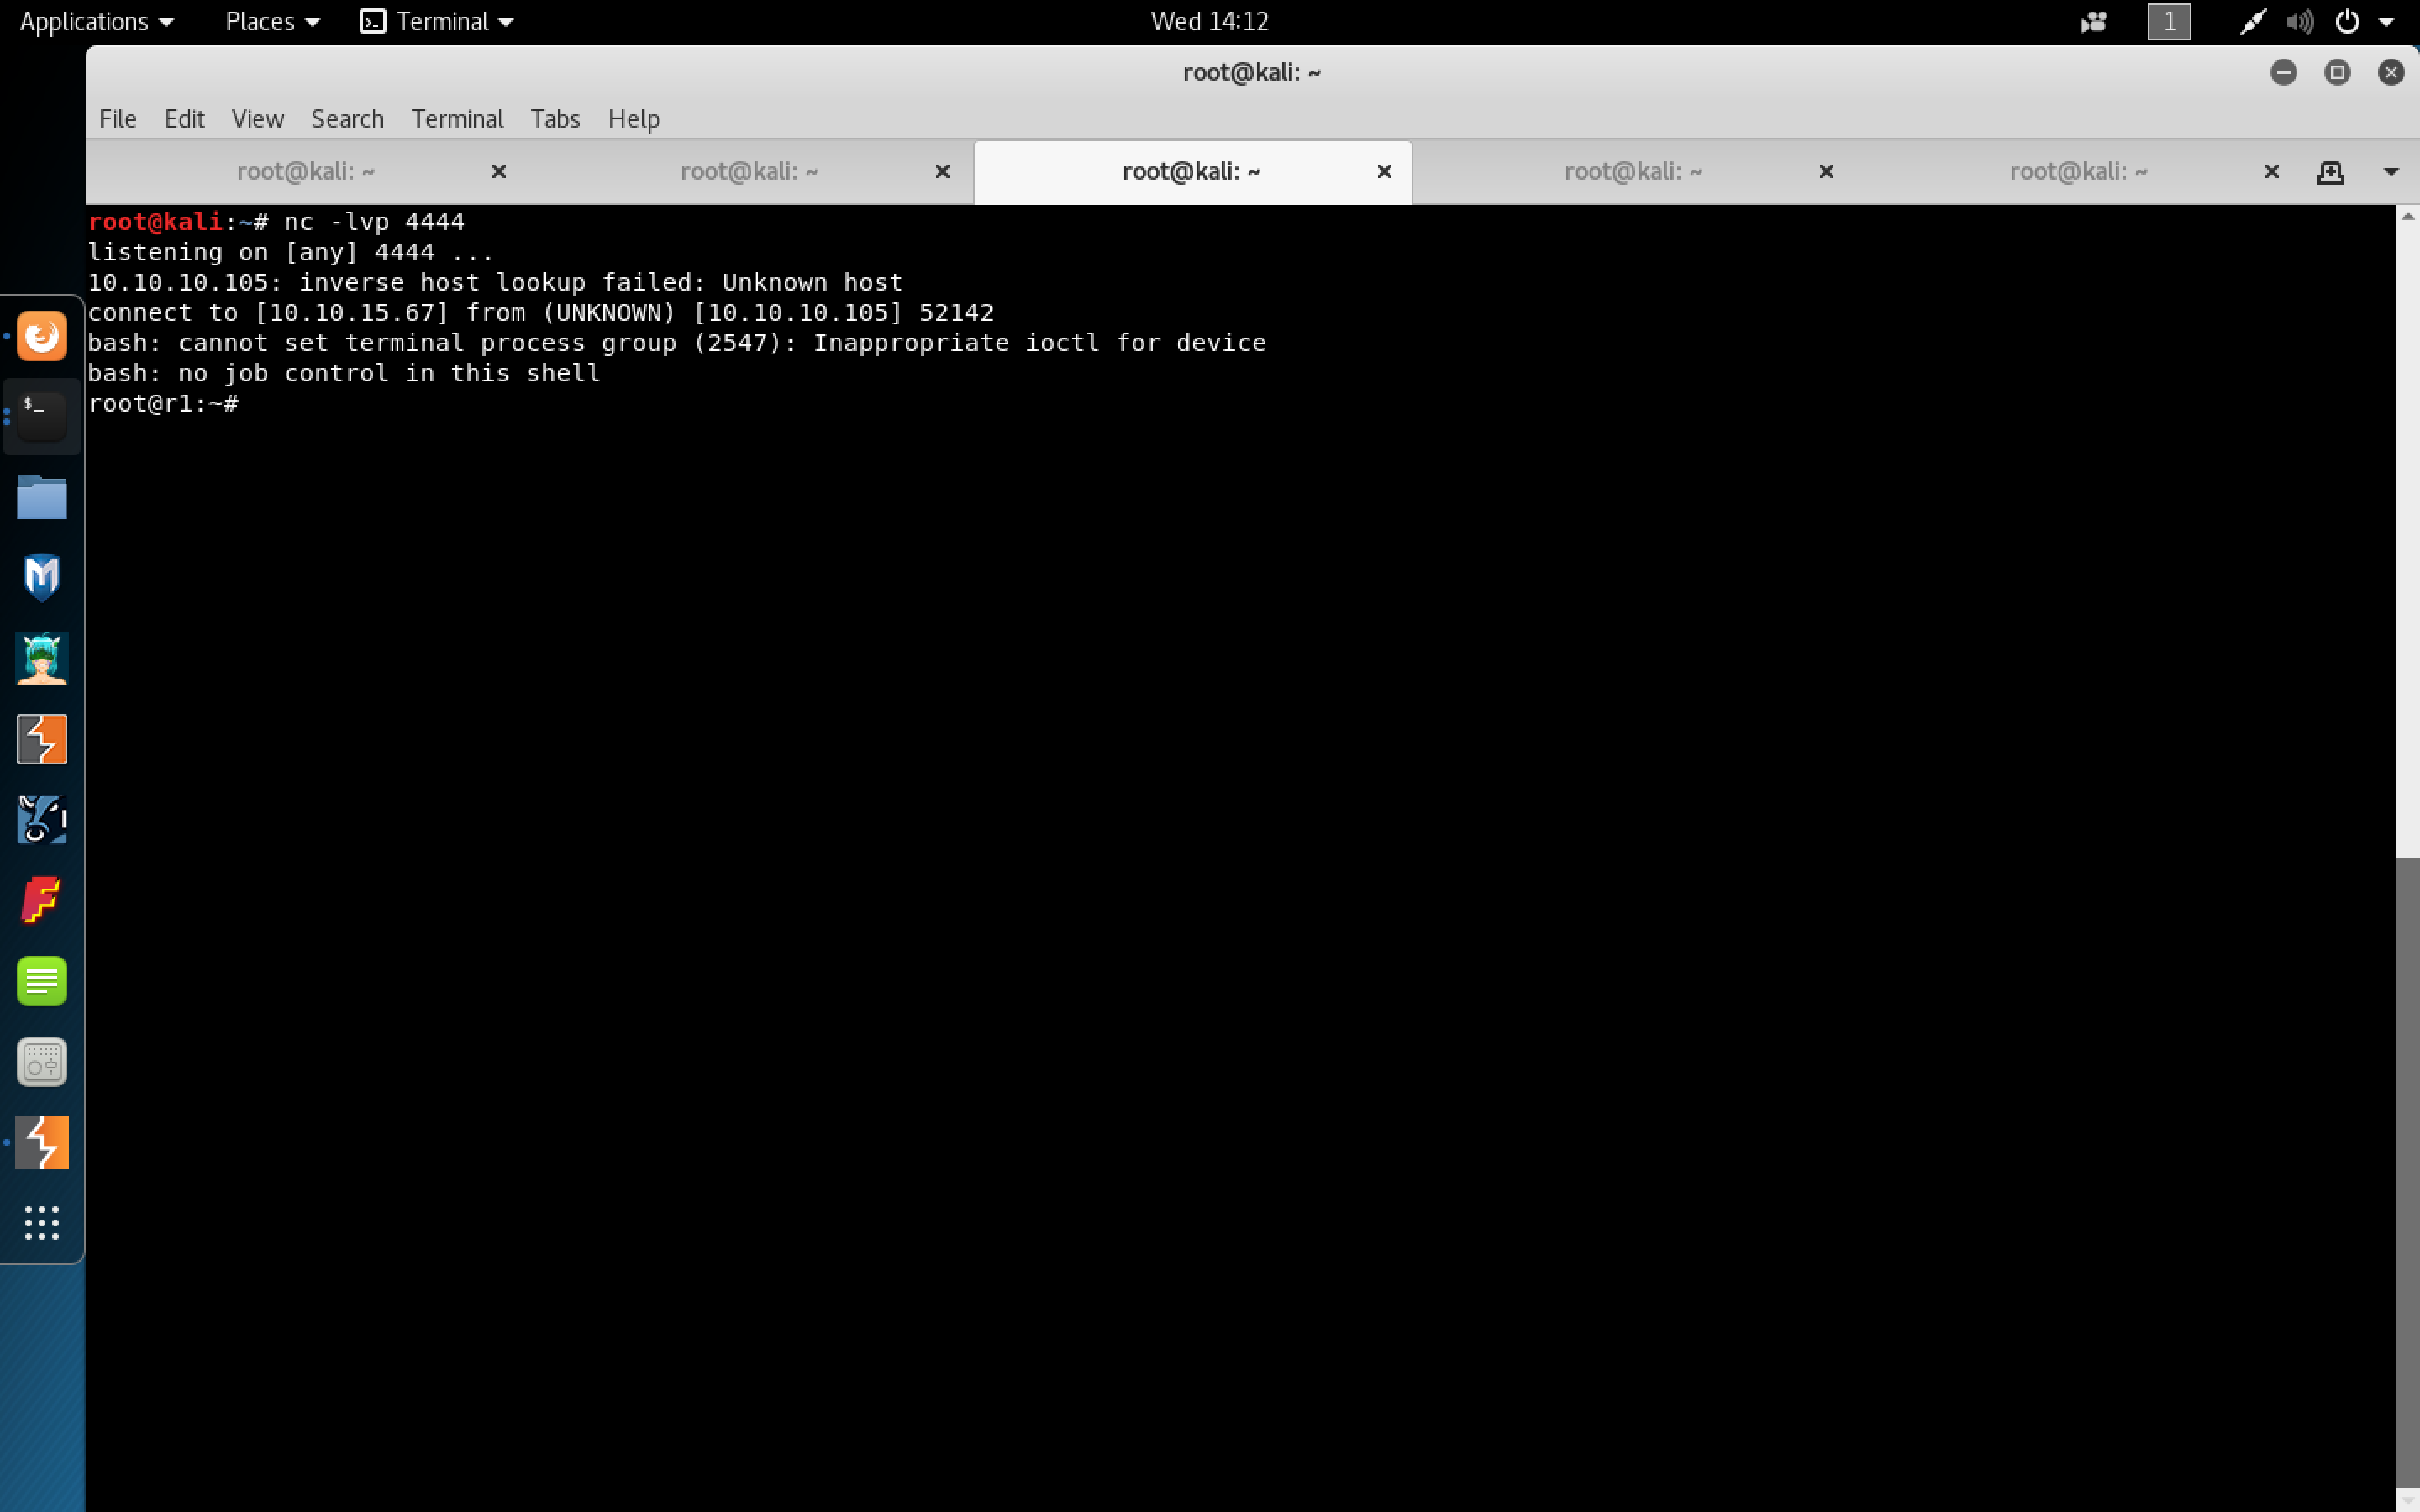 Applications Places Terminal Wed 14:12 1
root@kali: ~
File Edit View Search Terminal Tabs Help
root@kali: ~ root@kali: ~ root@kali: ~ root@kali: ~ root@kali: ~
root@kali:~# nc -lvp 4444
listening on [any] 4444 ...
10.10.10.105: inverse host lookup failed: Unknown host
connect to [10.10.15.67] from (UNKNOWN) [10.10.10.105] 52142
bash: cannot set terminal process group (2547): Inappropriate ioctl for device
bash: no job control in this shell
root@r1:~#
$_